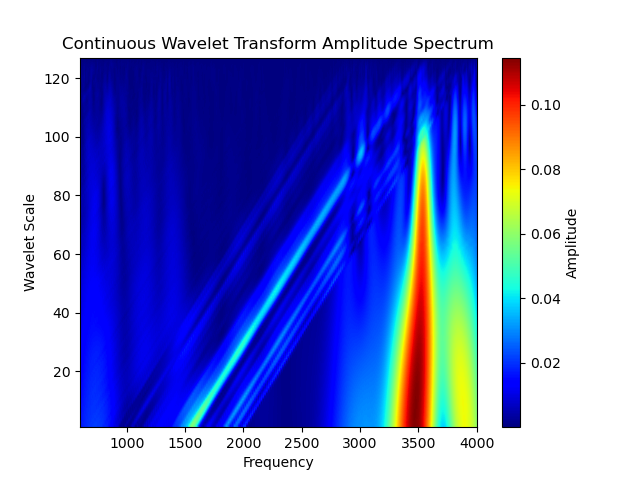 Continuous Wavelet Transform Amplitude Spectrum
120
100
80
60
40
20
Wavelet Scale
1000 1500 2000 2500 3000 3500 4000
Frequency
0.10
0.08
0.06
0.04
0.02
Amplitude